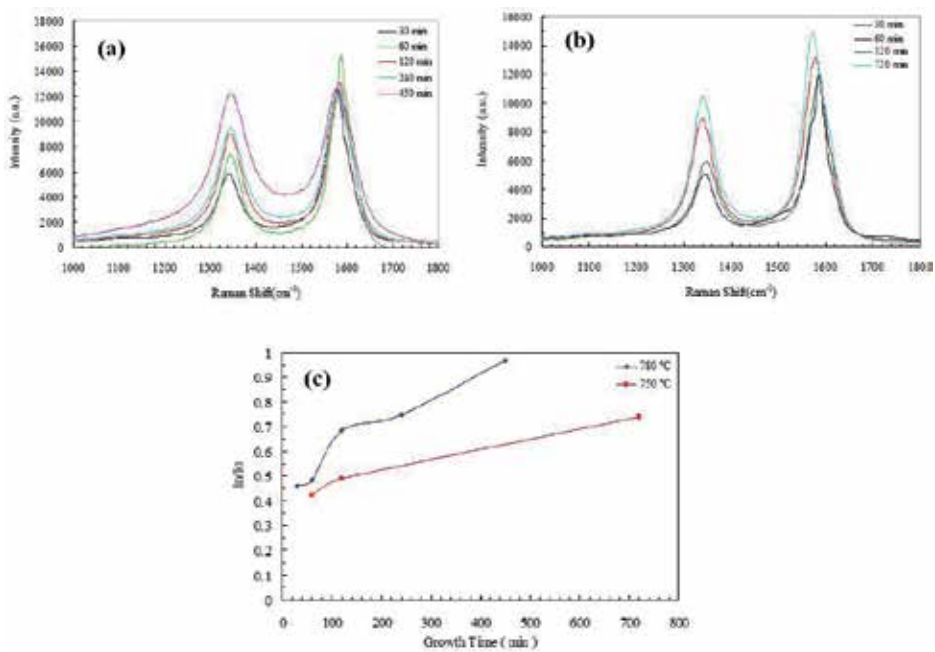 (a)
18000
16000
14000
12000
10000
8000
6000
4000
2000
0
Intensity (a.u.)
30 min
60 min
120 min
450 min
1000 1100 1200 1300 1400 1500 1600 1700 1800
Raman Shift(cm-1)
(b)
16000
14000
12000
10000
8000
6000
4000
2000
0
Intensity (a.u.)
30 min
60 min
120 min
720 min
1000 1100 1200 1300 1400 1500 1600 1700 1800
Raman Shift(cm-1)
(c)
1
0.9
0.8
0.7
0.6
0.5
0.4
0.3
0.2
0.1
0
750 °C
0 100 200 300 400 500 600 700 800
Growth Time ( min )